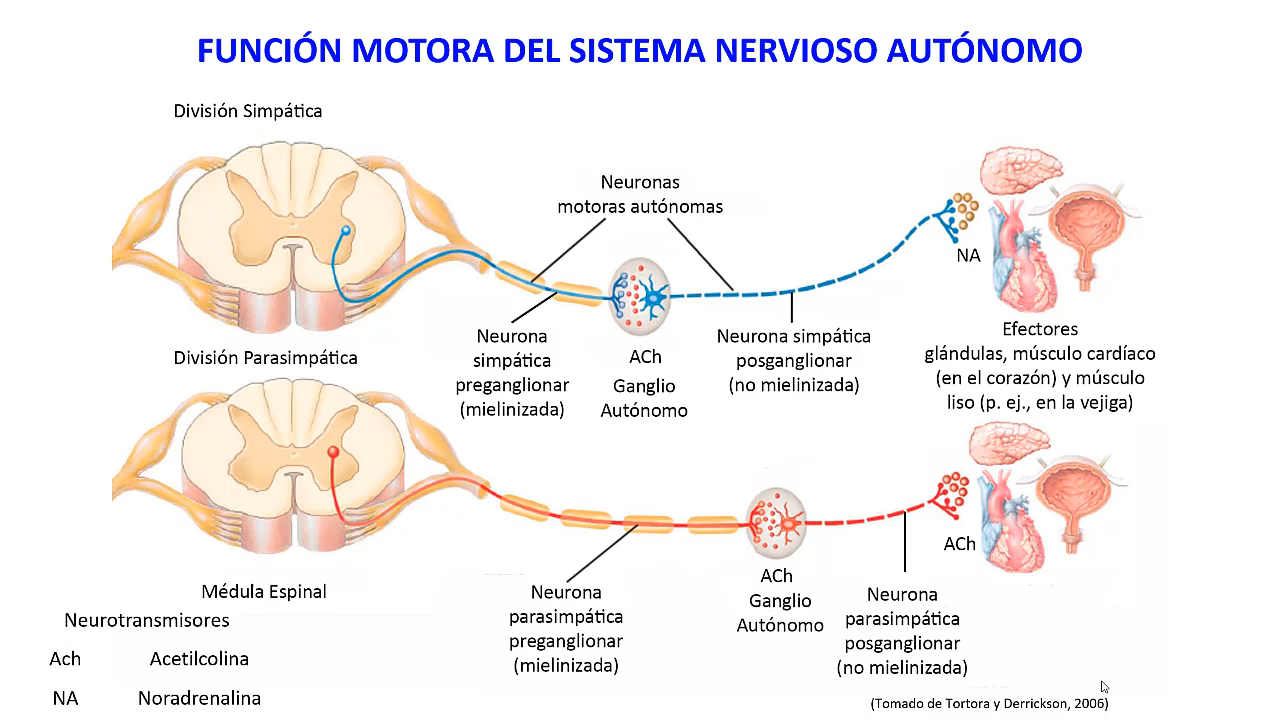 FUNCIÓN MOTORA DEL SISTEMA NERVIOSO AUTÓNOMO
División Simpática
Neuronas
motoras autónomas
NA
Neurona
simpática
preganglionar
(mielinizada)
ACh
Ganglio
Autónomo
Neurona simpática
posganglionar
(no mielinizada)
Efectores
glándulas, músculo cardíaco
(en el corazón) y músculo
liso (p. ej., en la vejiga)
División Parasimpática
ACh
Médula Espinal
Neurona
parasimpática
preganglionar
(mielinizada)
ACh
Ganglio
Autónomo
Neurona
parasimpática
posganglionar
(no mielinizada)
Neurotransmisores
Ach Acetilcolina
NA Noradrenalina
(Tomado de Tortora y Derrickson, 2006)